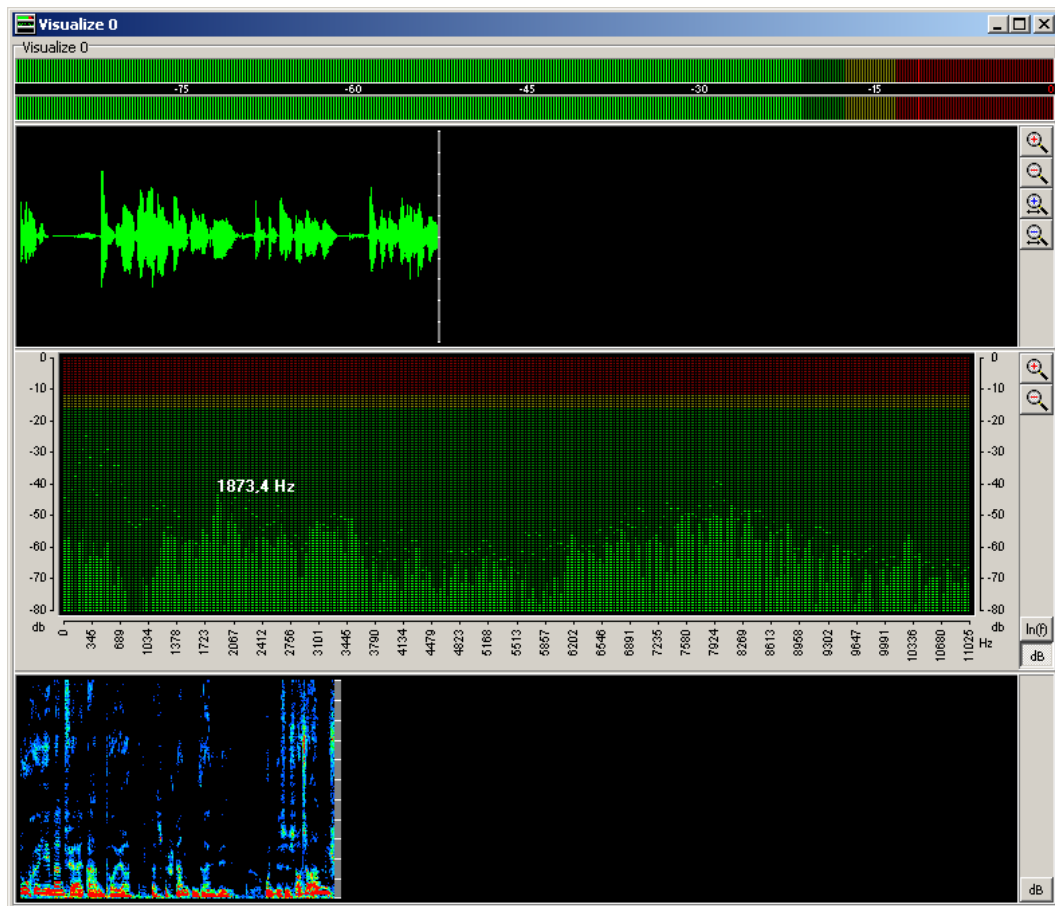 Visualize 0
Visualize 0
-75 -60 -45 -30 -15 0
0 0
-10 -10
-20 -20
-30 -30
-40 1873,4 Hz -40
-50 -50
-60 -60
-70 -70
-80 -80
db db
0 345 689 1034 1378 1723 2067 2412 2756 3101 3445 3790 4134 4479 4823 5168 5513 5857 6202 6546 6891 7235 7580 7924 8269 8613 8958 9302 9647 9991 10336 10680 11025 Hz
ln(f)
dB
dB